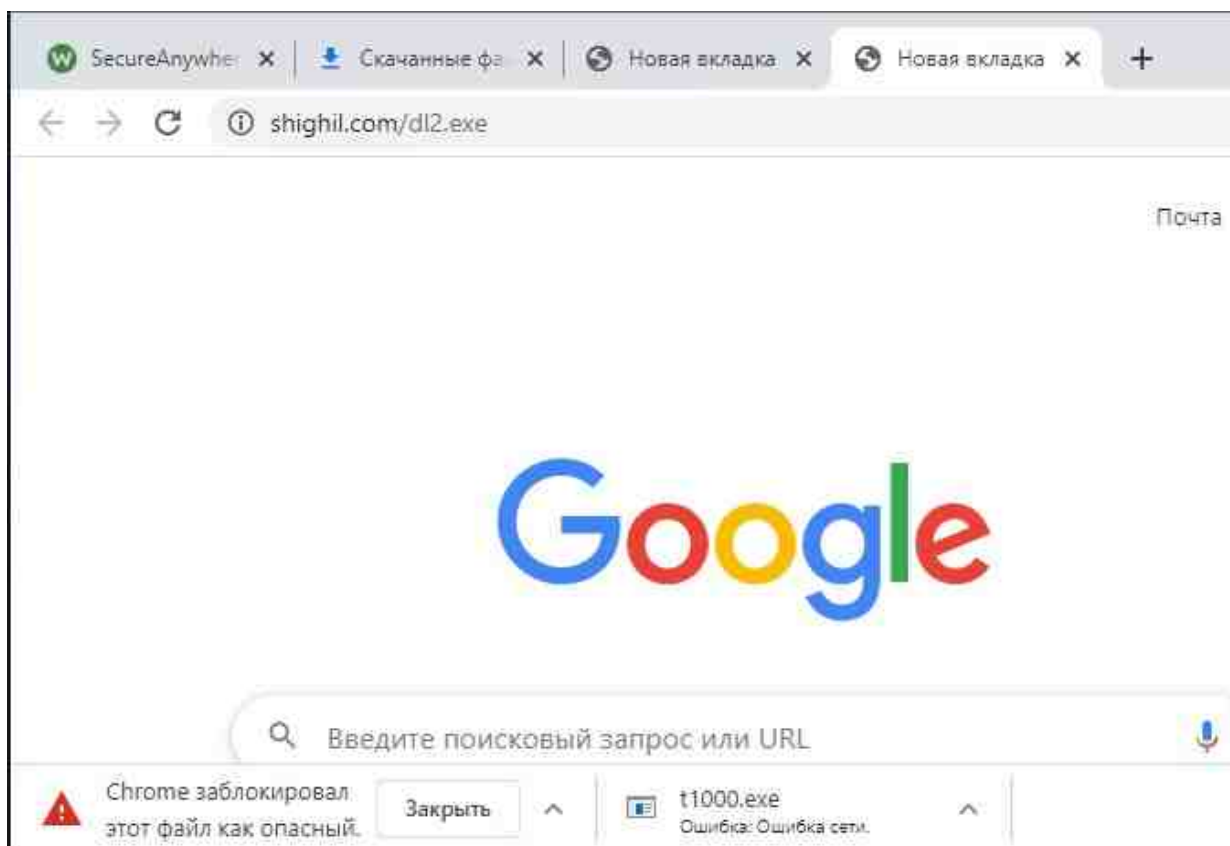 SecureAnywhe
Скачанные фа
Новая вкладка
Новая вкладка
shighil.com/dl2.exe
Почта
Google
Введите поисковый запрос или URL
Chrome заблокировал
этот файл как опасный.
Закрыть
t1000.exe
Ошибка: Ошибка сети.